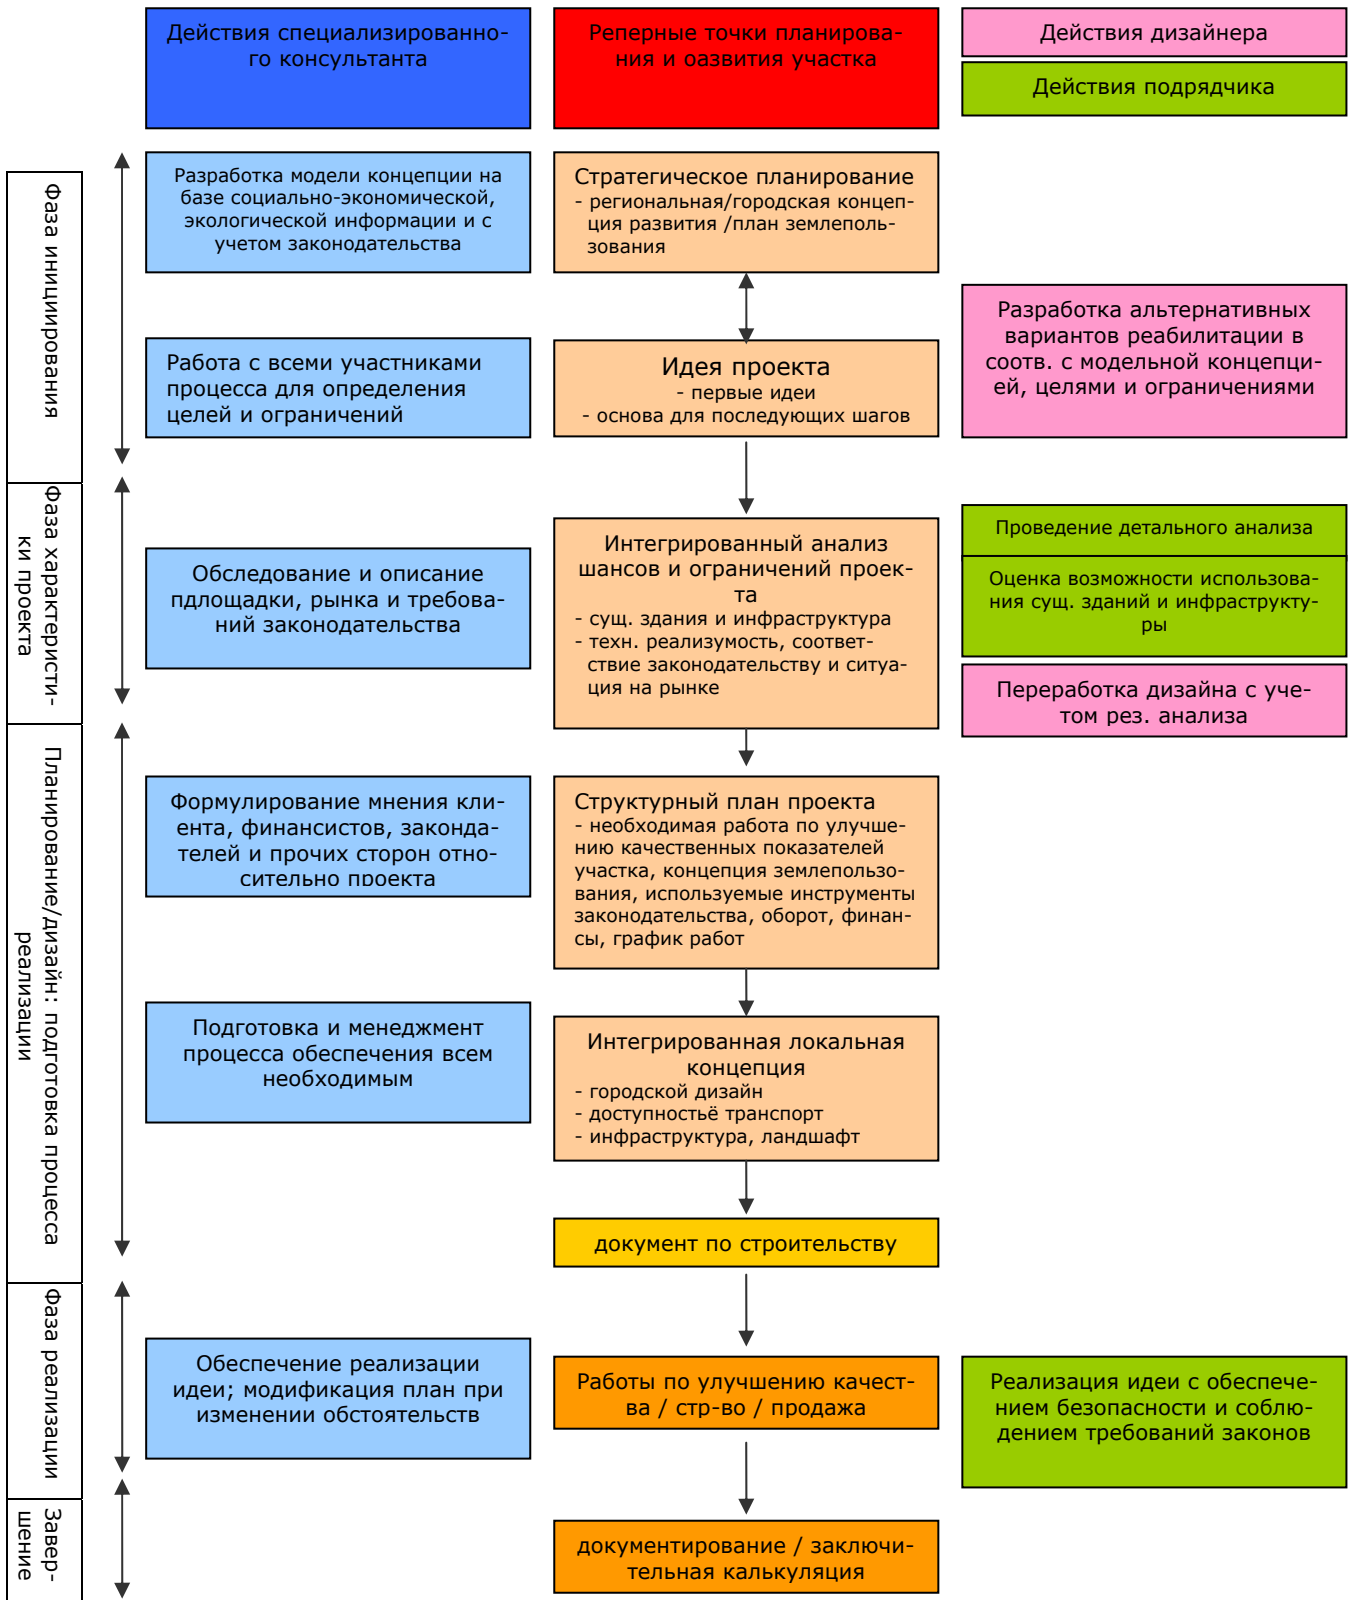 Действия специализированно-
го консультанта
Реперные точки планирова-
ния и оазвития участка
Действия дизайнера
Действия подрядчика
Фаза инициирования
Разработка модели концепции на
базе социально-экономической,
экологической информации и с
учетом законодательства
Стратегическое планирование
- региональная/городская концеп-
ция развития /план землеполь-
зования
Разработка альтернативных
вариантов реабилитации в
соотв. с модельной концепци-
ей, целями и ограничениями
Работа с всеми участниками
процесса для определения
целей и ограничений
Идея проекта
- первые идеи
- основа для последующих шагов
Фаза характеристи-
ки проекта
Обследование и описание
пдлощадки, рынка и требова-
ний законодательства
Интегрированный анализ
шансов и ограничений проек-
та
- сущ. здания и инфраструктура
- техн. реализумость, соответ-
ствие законодательству и ситуа-
ция на рынке
Проведение детального анализа
Оценка возможности использова-
ния сущ. зданий и инфраструкту-
ры
Переработка дизайна с уче-
том рез. анализа
Планирование/дизайн: подготовка процесса
реализации
Формулирование мнения кли-
ента, финансистов, законда-
телей и прочих сторон отно-
сительно проекта
Структурный план проекта
- необходимая работа по улучше-
нию качественных показателей
участка, концепция землепользо-
вания, используемые инструменты
законодательства, оборот, финан-
сы, график работ
Подготовка и менеджмент
процесса обеспечения всем
необходимым
Интегрированная локальная
концепция
- городской дизайн
- доступностьё транспорт
- инфраструктура, ландшафт
документ по строительству
Фаза реализации
Обеспечение реализации
идеи; модификация план при
изменении обстоятельств
Работы по улучшению качест-
ва / стр-во / продажа
Реализация идеи с обеспече-
нием безопасности и соблю-
дением требований законов
Завер-
шение
документирование / заключи-
тельная калькуляция